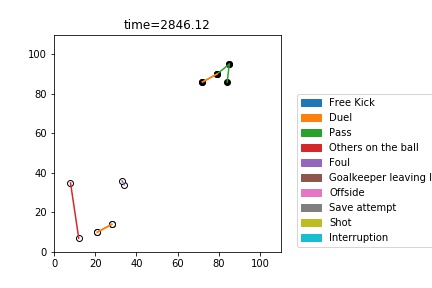 time=2846.12
100
80
60
40
20
0
0 20 40 60 80 100
Free Kick
Duel
Pass
Others on the ball
Foul
Goalkeeper leaving l
Offside
Save attempt
Shot
Interruption